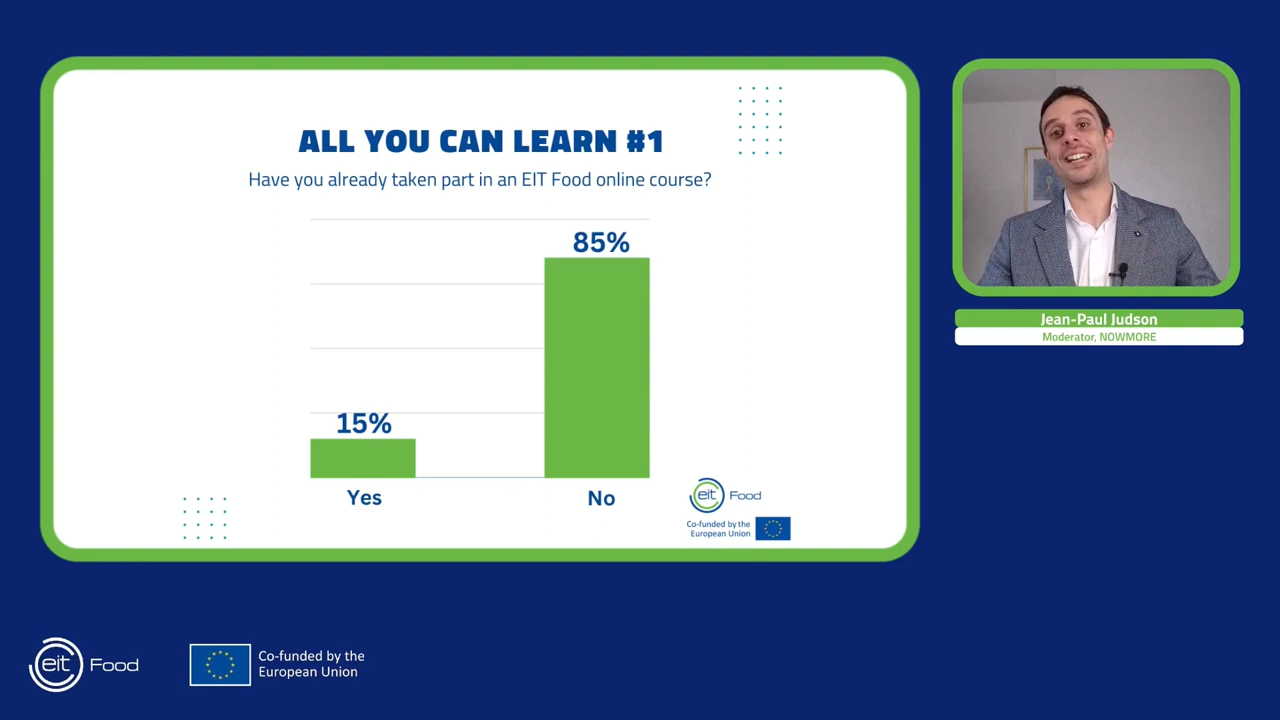 ALL YOU CAN LEARN #1
Have you already taken part in an EIT Food online course?
85%
15%
Yes
No
eit Food
Co-funded by the
European Union
Jean-Paul Judson
Moderator, NOWMORE
eit Food
Co-funded by the
European Union